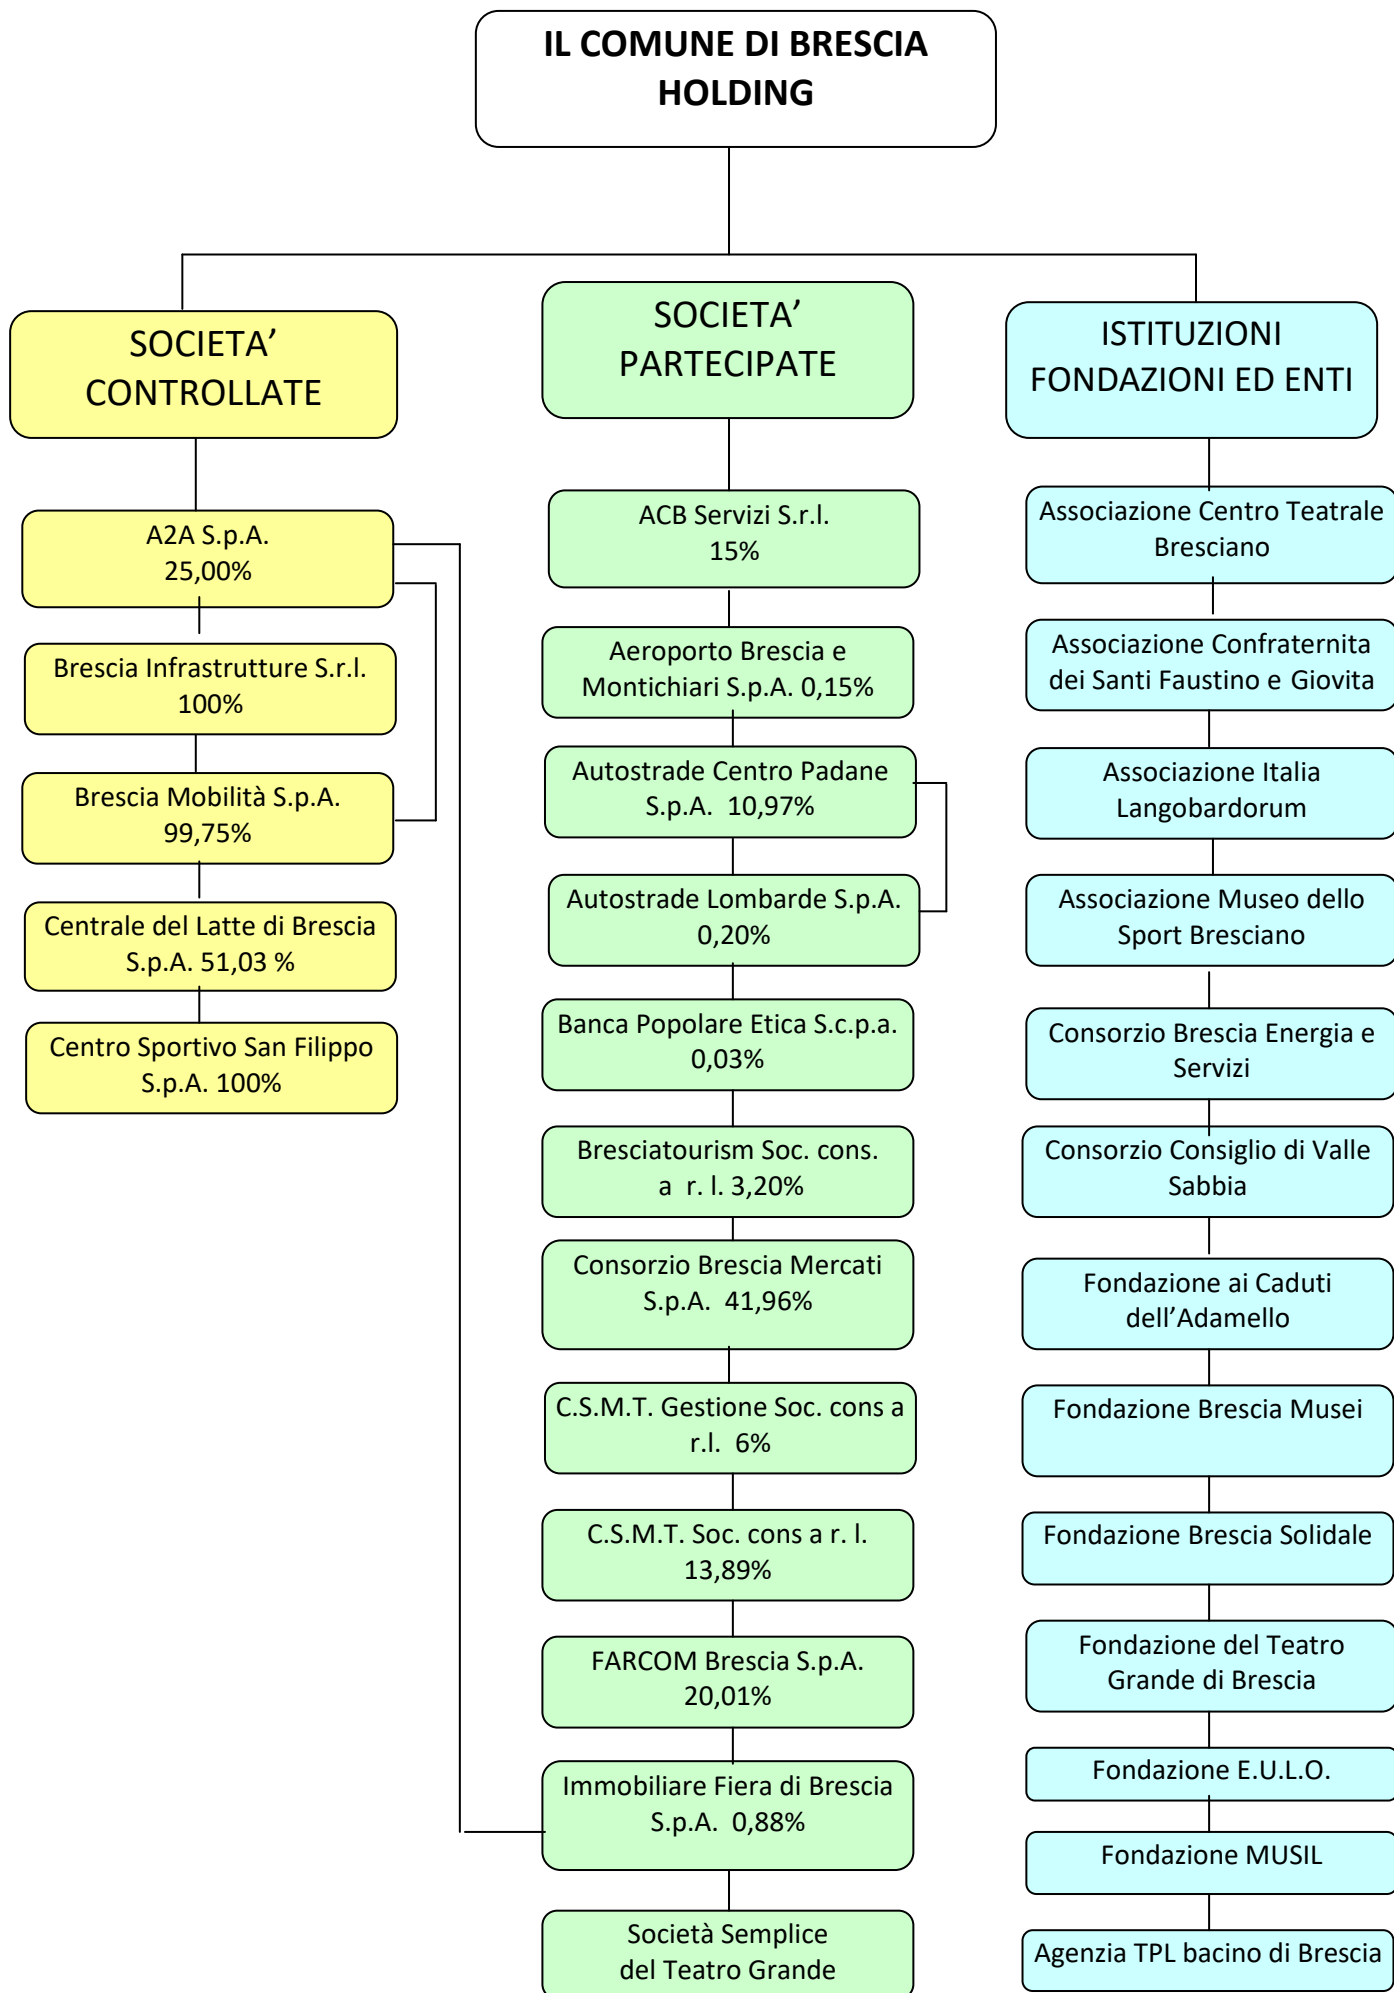 IL COMUNE DI BRESCIA
HOLDING
SOCIETA’
CONTROLLATE
A2A S.p.A.
25,00%
Brescia Infrastrutture S.r.l.
100%
Brescia Mobilità S.p.A.
99,75%
Centrale del Latte di Brescia
S.p.A. 51,03 %
Centro Sportivo San Filippo
S.p.A. 100%
SOCIETA’
PARTECIPATE
ACB Servizi S.r.l.
15%
Aeroporto Brescia e
Montichiari S.p.A. 0,15%
Autostrade Centro Padane
S.p.A. 10,97%
Autostrade Lombarde S.p.A.
0,20%
Banca Popolare Etica S.c.p.a.
0,03%
Bresciatourism Soc. cons.
a r. l. 3,20%
Consorzio Brescia Mercati
S.p.A. 41,96%
C.S.M.T. Gestione Soc. cons a
r.l. 6%
C.S.M.T. Soc. cons a r. l.
13,89%
FARCOM Brescia S.p.A.
20,01%
Immobiliare Fiera di Brescia
S.p.A. 0,88%
Società Semplice
del Teatro Grande
ISTITUZIONI
FONDAZIONI ED ENTI
Associazione Centro Teatrale
Bresciano
Associazione Confraternita
dei Santi Faustino e Giovita
Associazione Italia
Langobardorum
Associazione Museo dello
Sport Bresciano
Consorzio Brescia Energia e
Servizi
Consorzio Consiglio di Valle
Sabbia
Fondazione ai Caduti
dell’Adamello
Fondazione Brescia Musei
Fondazione Brescia Solidale
Fondazione del Teatro
Grande di Brescia
Fondazione E.U.L.O.
Fondazione MUSIL
Agenzia TPL bacino di Brescia